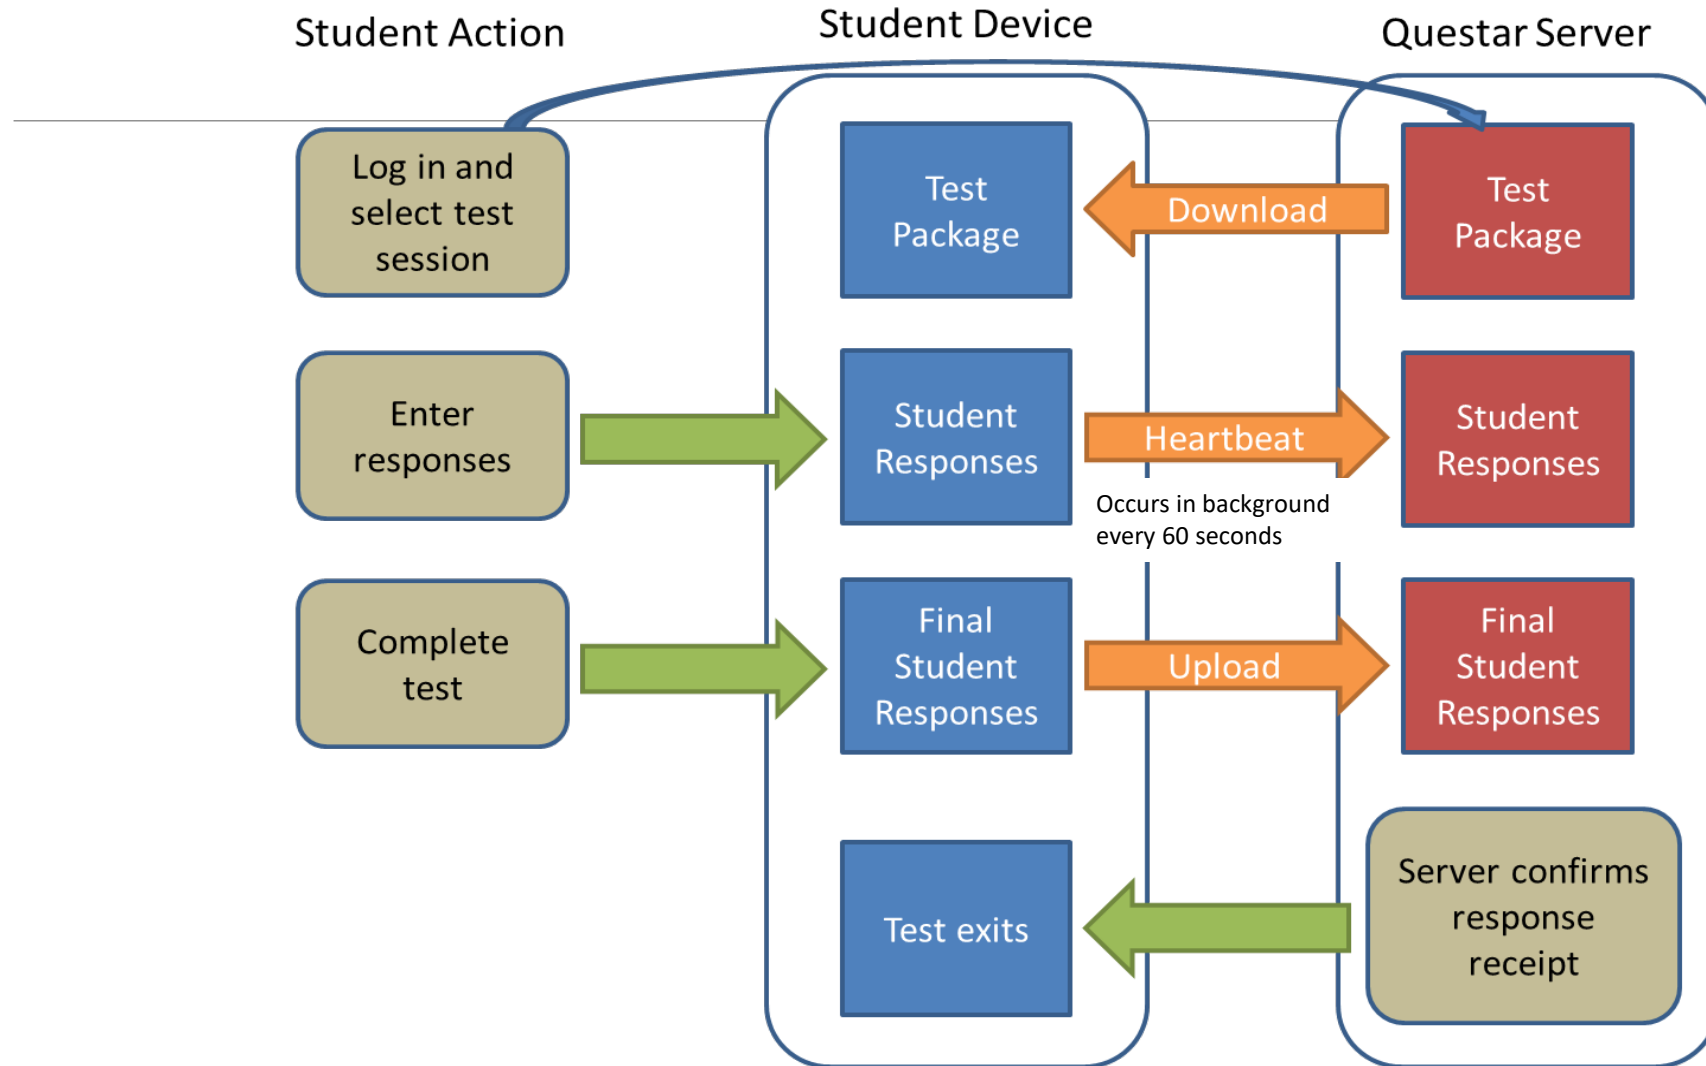 Student Action
Student Device
Questar Server
Log in and
select test
session
Test
Package
Download
Test
Package
Enter
responses
Student
Responses
Heartbeat
Student
Responses
Occurs in background
every 60 seconds
Complete
test
Final
Student
Responses
Upload
Final
Student
Responses
Test exits
Server confirms
response
receipt